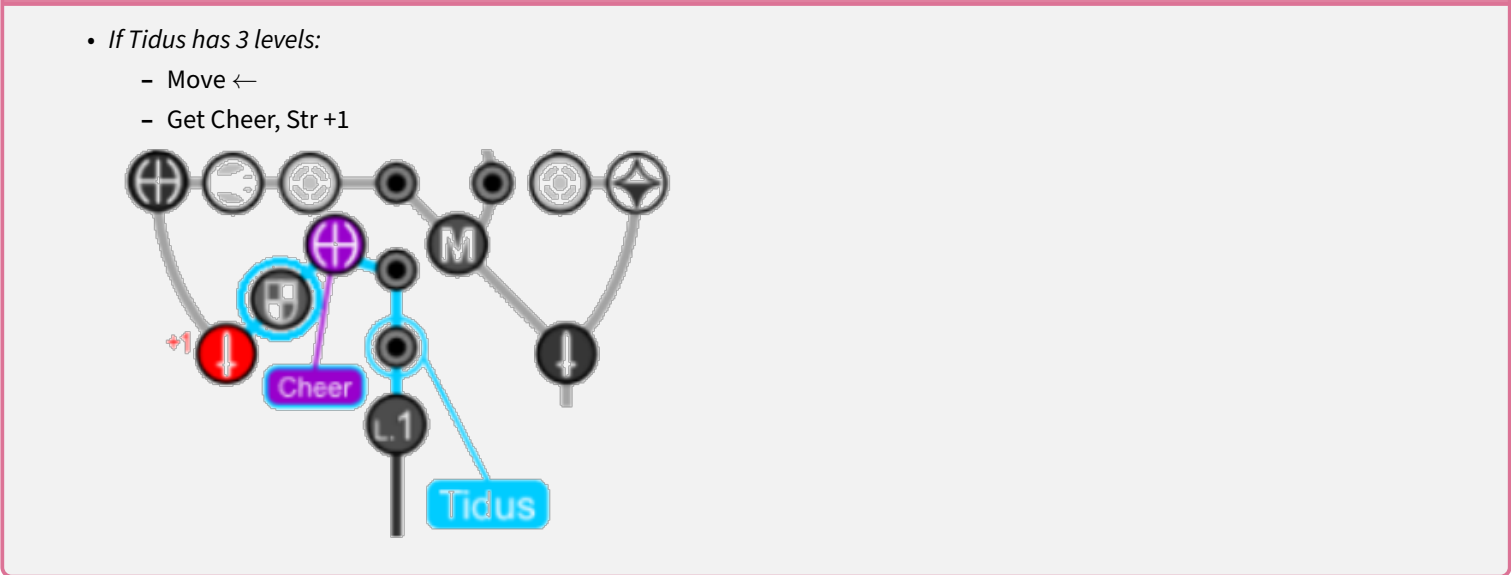 • If Tidus has 3 levels:
– Move ←
– Get Cheer, Str +1
M
+1
Cheer
L.1
Tidus